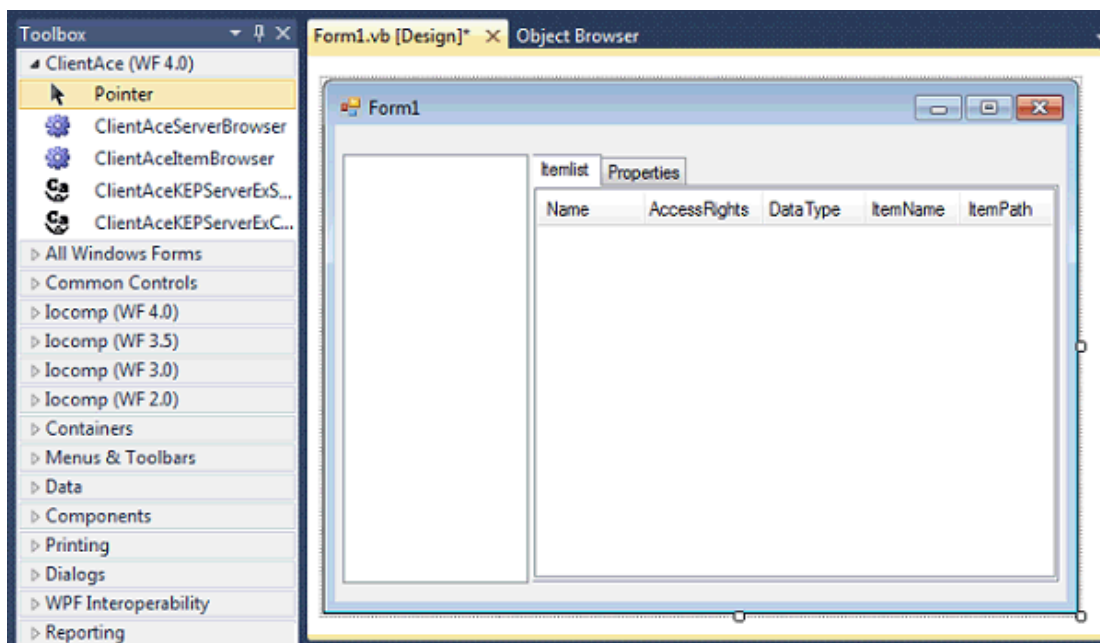 Toolbox
ClientAce (WF 4.0)
Pointer
ClientAceServerBrowser
ClientAceItemBrowser
ClientAceKEPServerExS...
ClientAceKEPServerExC...
All Windows Forms
Common Controls
Iocomp (WF 4.0)
Iocomp (WF 3.5)
Iocomp (WF 3.0)
Iocomp (WF 2.0)
Containers
Menus & Toolbars
Data
Components
Printing
Dialogs
WPF Interoperability
Reporting
Form1.vb [Design]* Object Browser
Form1
Itemlist Properties
Name AccessRights DataType ItemName ItemPath